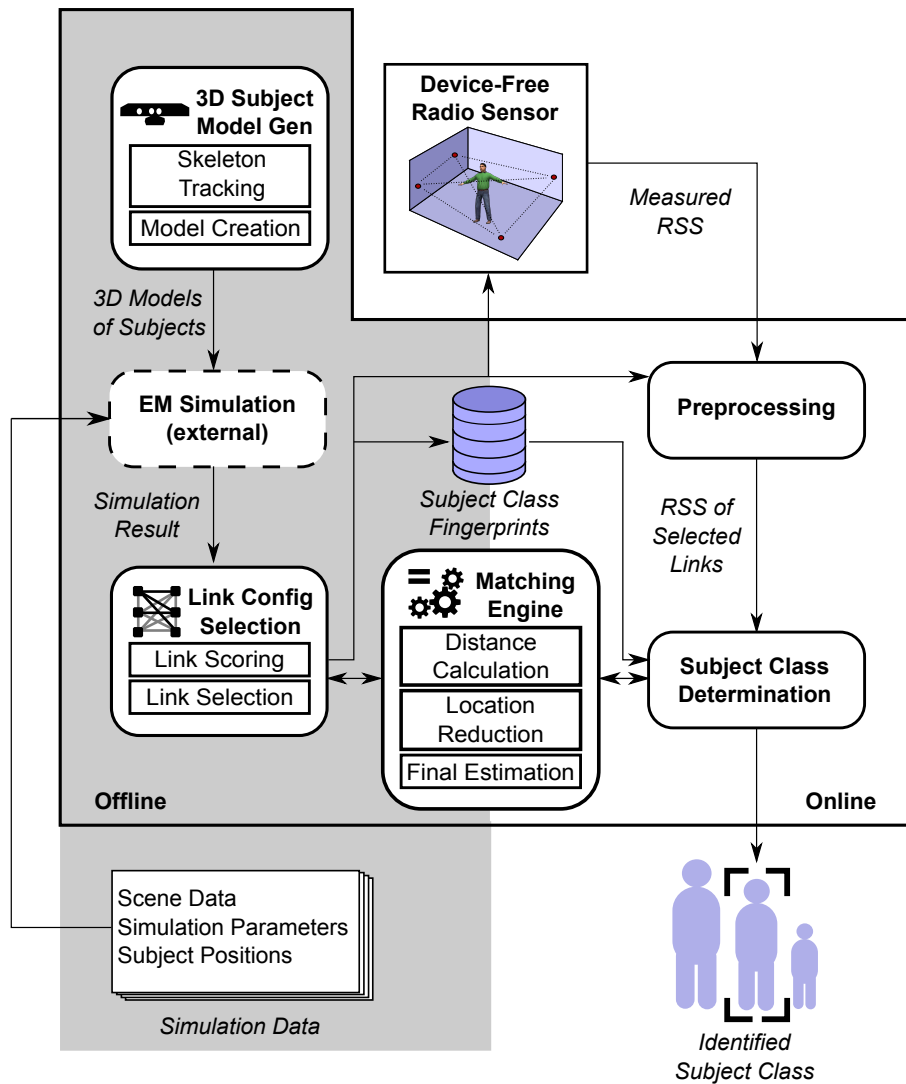 3D Subject
Model Gen
Skeleton
Tracking
Model Creation
Device-Free
Radio Sensor
Measured
RSS
3D Models
of Subjects
EM Simulation
(external)
Preprocessing
Simulation
Result
Subject Class
Fingerprints
RSS of
Selected
Links
Link Config
Selection
Link Scoring
Link Selection
Matching
Engine
Distance
Calculation
Location
Reduction
Final Estimation
Subject Class
Determination
Offline
Online
Scene Data
Simulation Parameters
Subject Positions
Simulation Data
Identified
Subject Class